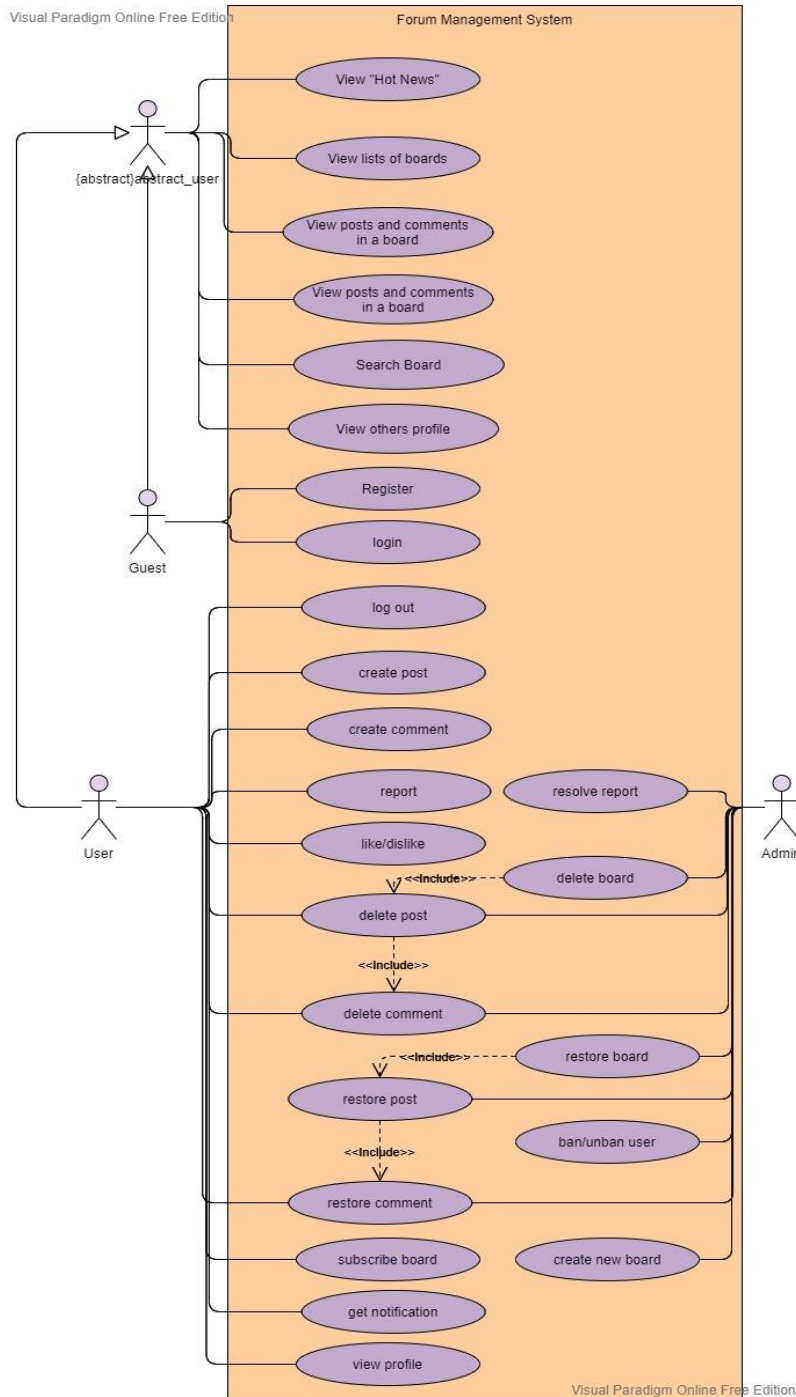 Visual Paradigm Online Free Edition
Forum Management System
View "Hot News"
{abstract}abstract_user
View lists of boards
View posts and comments
in a board
View posts and comments
in a board
Search Board
View others profile
Register
login
Guest
log out
create post
create comment
report
resolve report
User
Admin
like/dislike
<<Include>>
delete board
delete post
<<Include>>
delete comment
<<Include>>
restore board
restore post
ban/unban user
<<Include>>
restore comment
subscribe board
create new board
get notification
view profile
Visual Paradigm Online Free Edition